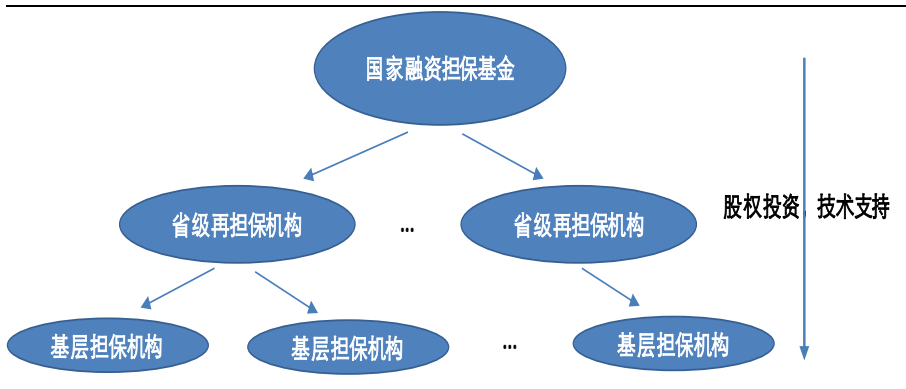 国家融资担保基金
省级再担保机构
...
省级再担保机构
股权投资，技术支持
基层担保机构
基层担保机构
...
基层担保机构